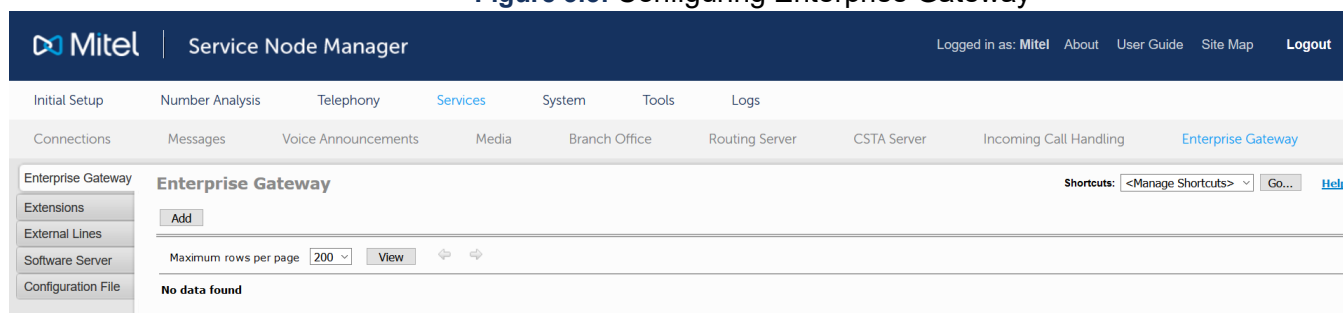 Configuring Enterprise Gateway
Mitel | Service Node Manager Logged in as: Mitel About User Guide Site Map Logout
Initial Setup Number Analysis Telephony Services System Tools Logs
Connections Messages Voice Announcements Media Branch Office Routing Server CSTA Server Incoming Call Handling Enterprise Gateway
Enterprise Gateway
Extensions
External Lines
Software Server
Configuration File
Enterprise Gateway Shortcuts: <Manage Shortcuts> Go... Help
Add
Maximum rows per page 200 View
No data found